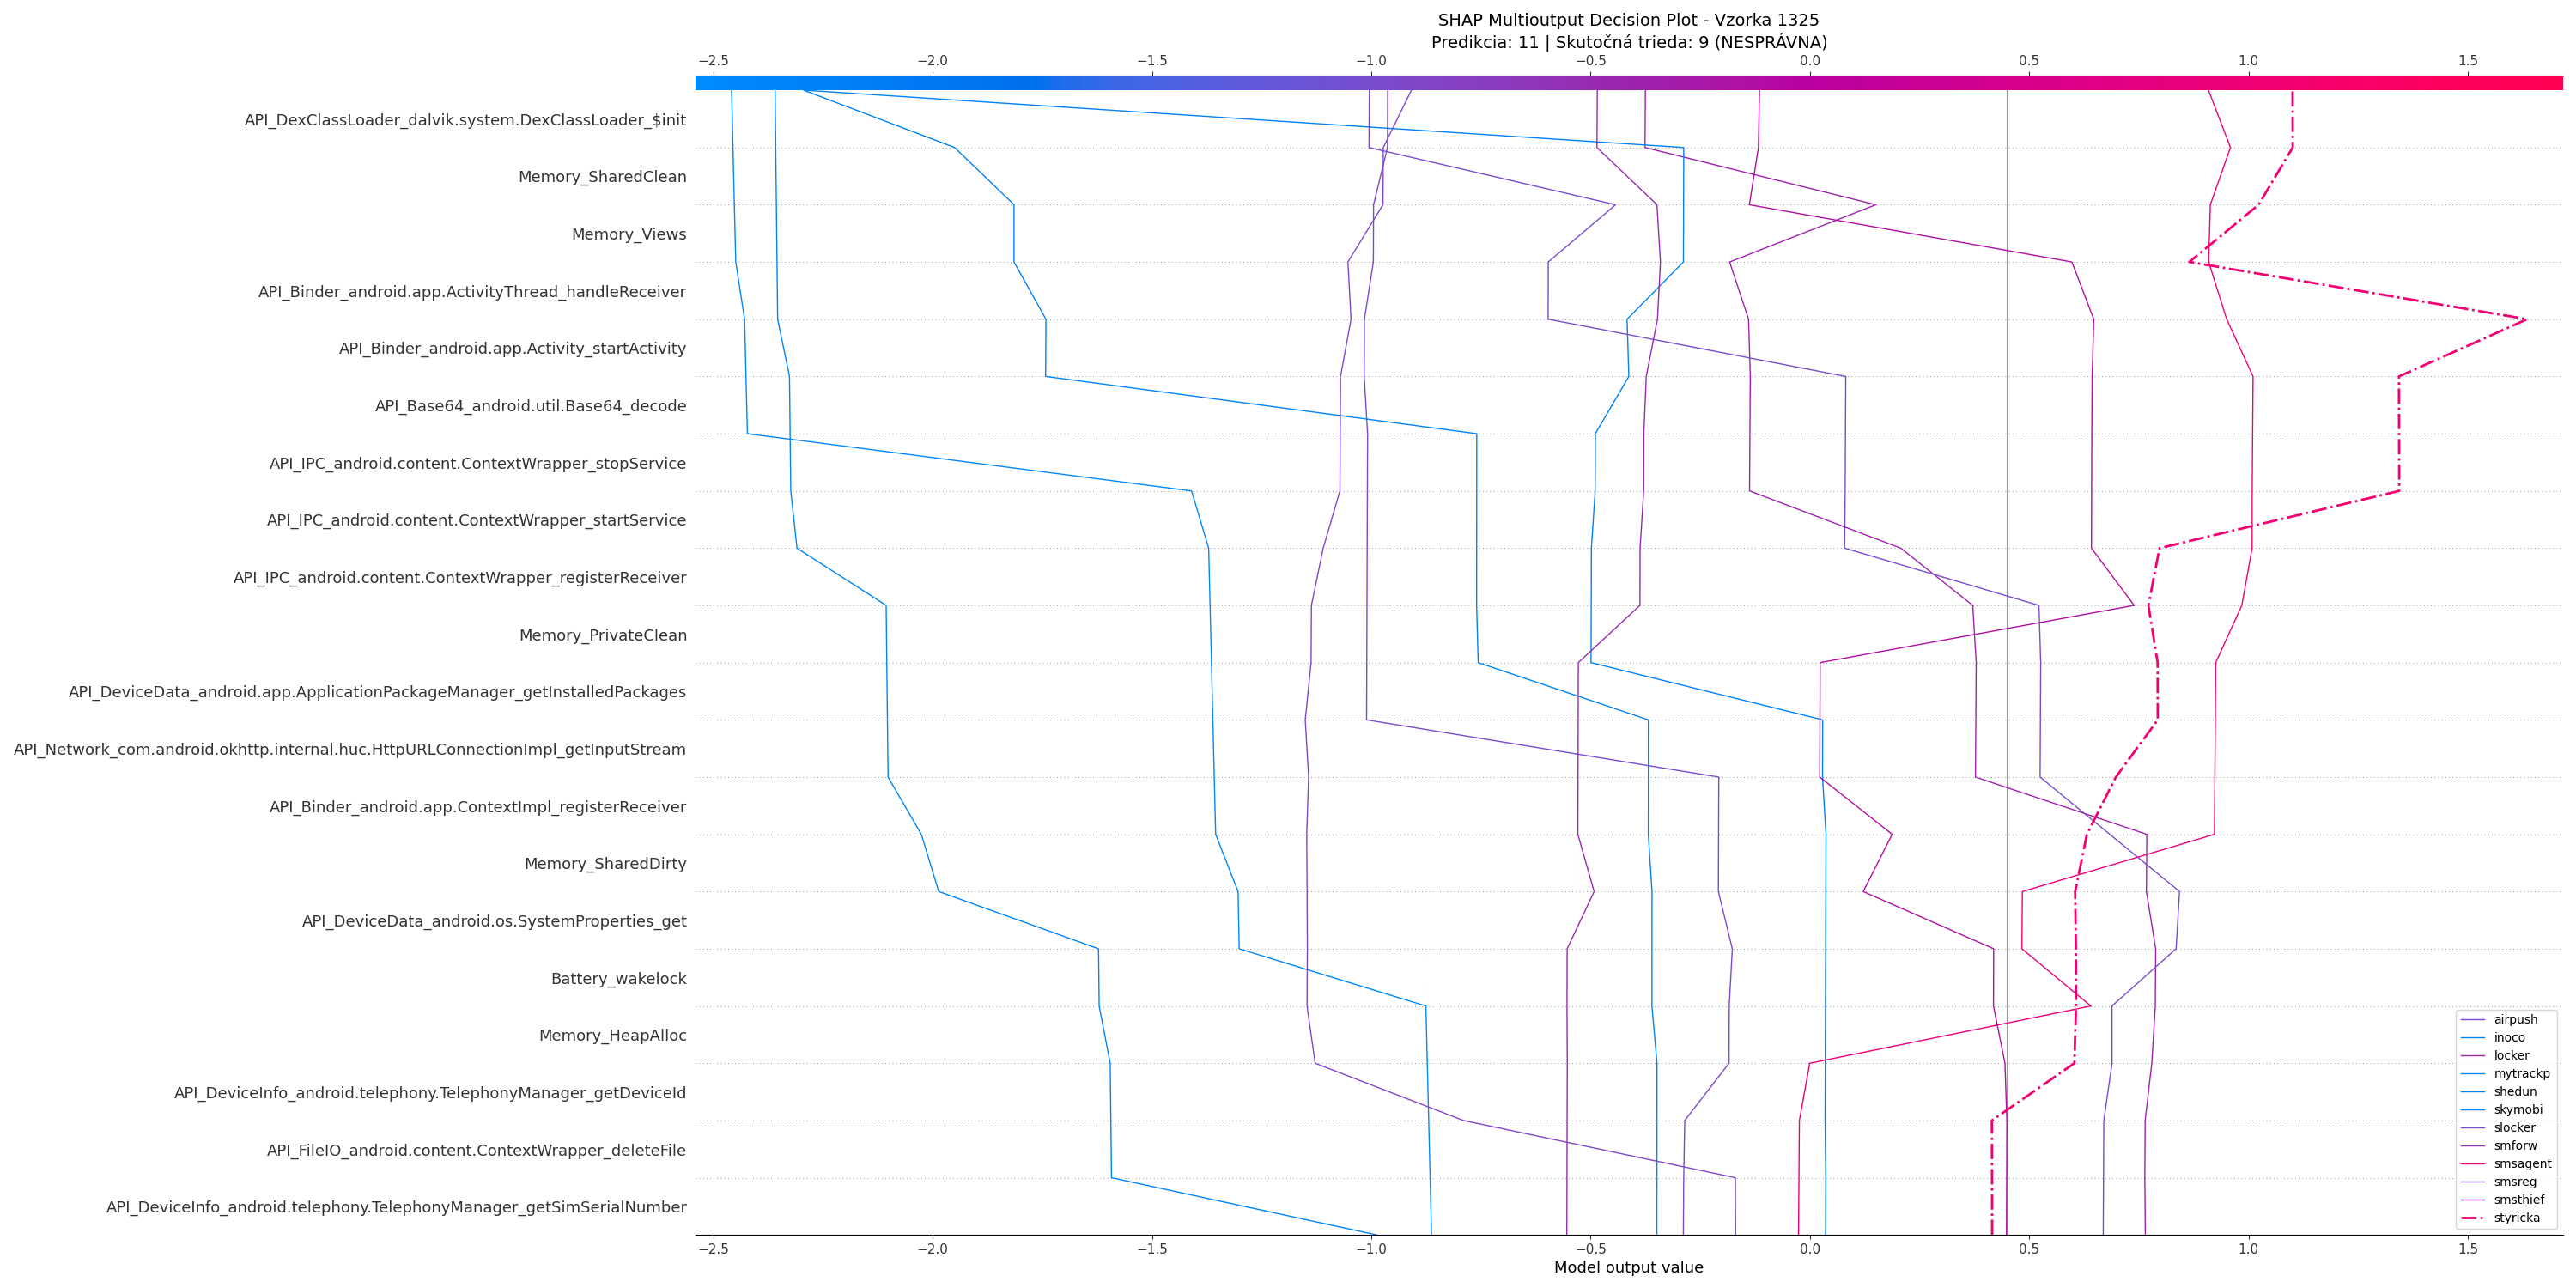 SHAP Multioutput Decision Plot - Vzorka 1325
Predikcia: 11 | Skutočná trieda: 9 (NESPRÁVNA)
−2.5 −2.0 −1.5 −1.0 −0.5 0.0 0.5 1.0 1.5
API_DexClassLoader_dalvik.system.DexClassLoader_$init
Memory_SharedClean
Memory_Views
API_Binder_android.app.ActivityThread_handleReceiver
API_Binder_android.app.Activity_startActivity
API_Base64_android.util.Base64_decode
API_IPC_android.content.ContextWrapper_stopService
API_IPC_android.content.ContextWrapper_startService
API_IPC_android.content.ContextWrapper_registerReceiver
Memory_PrivateClean
API_DeviceData_android.app.ApplicationPackageManager_getInstalledPackages
API_Network_com.android.okhttp.internal.huc.HttpURLConnectionImpl_getInputStream
API_Binder_android.app.ContextImpl_registerReceiver
Memory_SharedDirty
API_DeviceData_android.os.SystemProperties_get
Battery_wakelock
Memory_HeapAlloc
API_DeviceInfo_android.telephony.TelephonyManager_getDeviceId
API_FileIO_android.content.ContextWrapper_deleteFile
API_DeviceInfo_android.telephony.TelephonyManager_getSimSerialNumber
airpush
inoco
locker
mytrackp
shedun
skymobi
slocker
smforw
smsagent
smsreg
smsthief
styricka
−2.5 −2.0 −1.5 −1.0 −0.5 0.0 0.5 1.0 1.5
Model output value